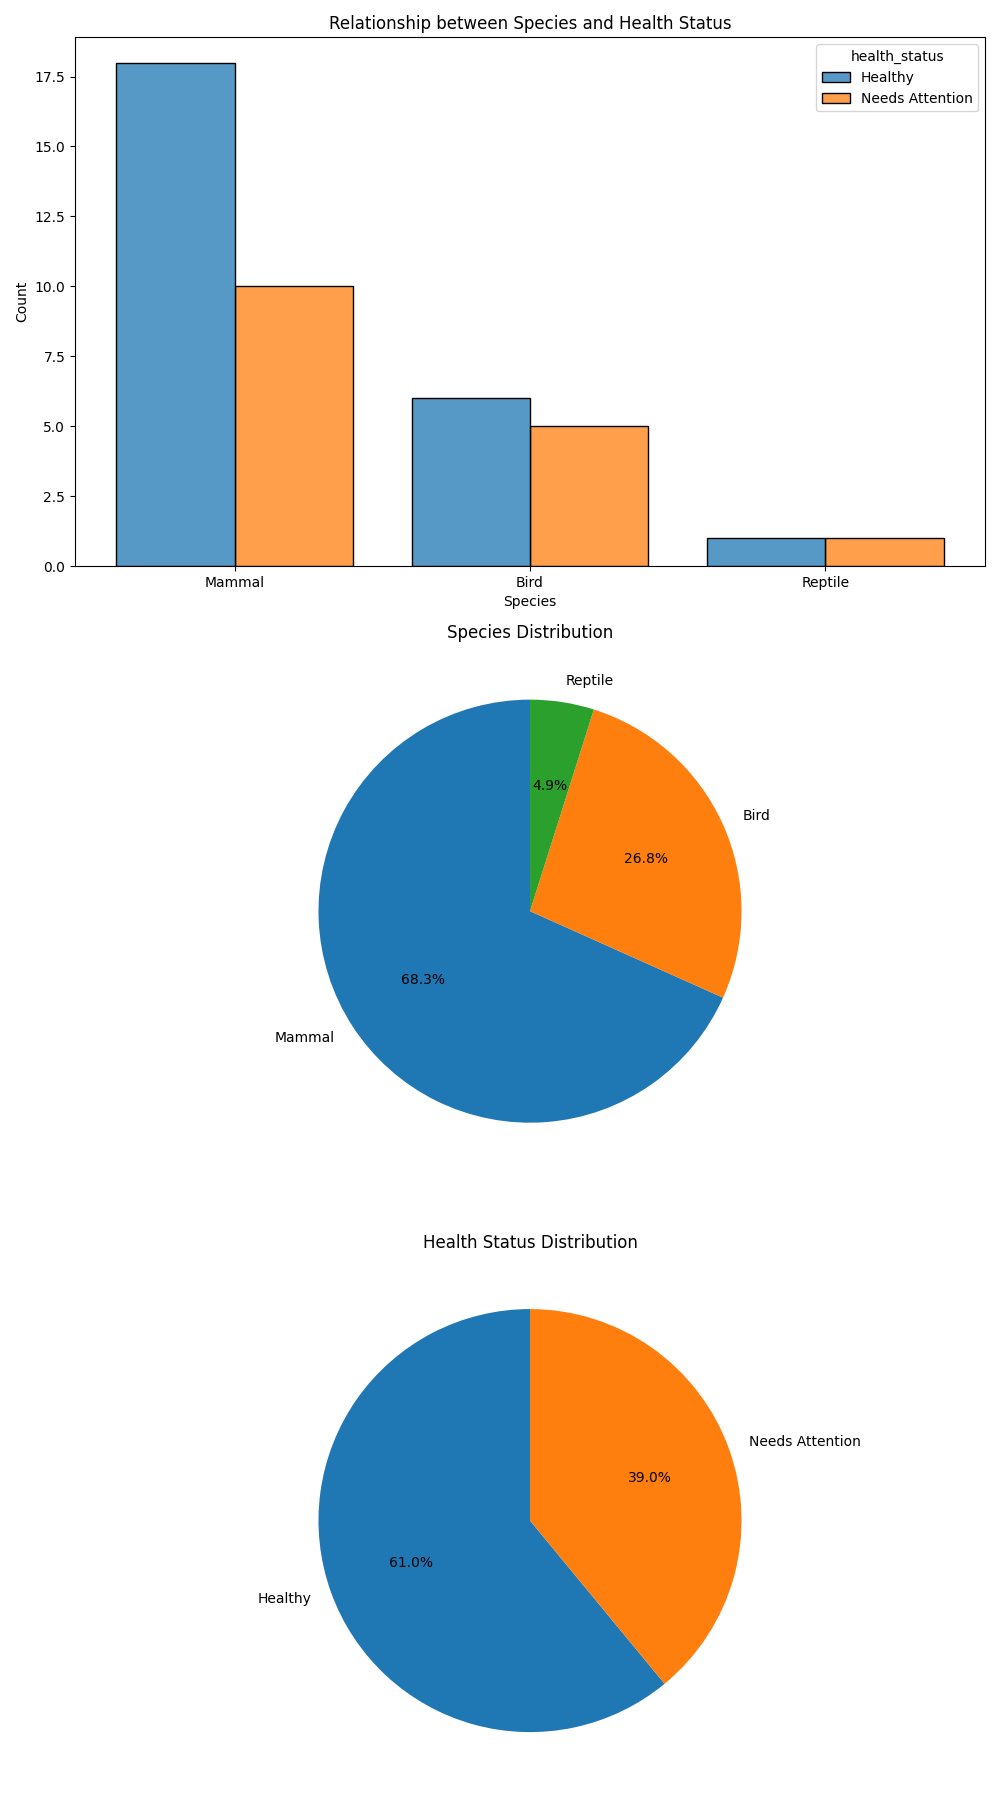 Relationship between Species and Health Status
health_status
Healthy
Needs Attention
17.5
15.0
12.5
10.0
7.5
5.0
2.5
0.0
Count
Mammal Bird Reptile
Species
Species Distribution
Reptile
4.9%
Bird
26.8%
68.3%
Mammal
Health Status Distribution
Needs Attention
39.0%
61.0%
Healthy